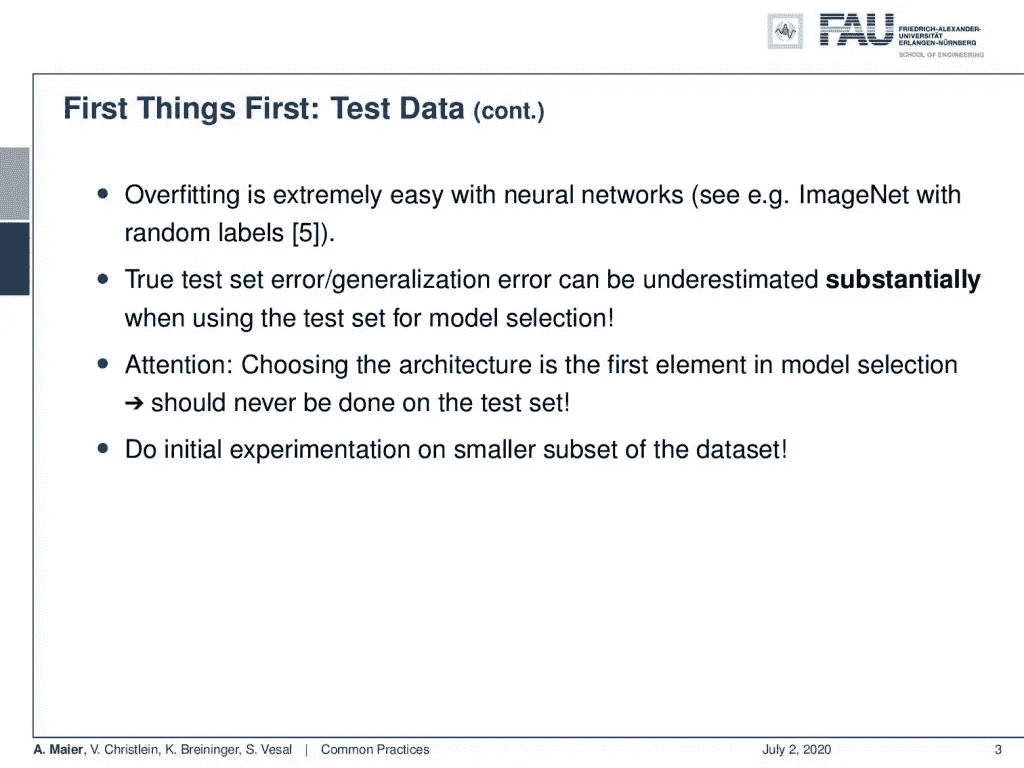 FAU
FRIEDRICH-ALEXANDER-
UNIVERSITÄT
ERLANGEN-NÜRNBERG
SCHOOL OF ENGINEERING
First Things First: Test Data (cont.)
• Overfitting is extremely easy with neural networks (see e.g. ImageNet with
random labels [5]).
• True test set error/generalization error can be underestimated substantially
when using the test set for model selection!
• Attention: Choosing the architecture is the first element in model selection
➔ should never be done on the test set!
• Do initial experimentation on smaller subset of the dataset!
A. Maier, V. Christlein, K. Breininger, S. Vesal | Common Practices July 2, 2020 3